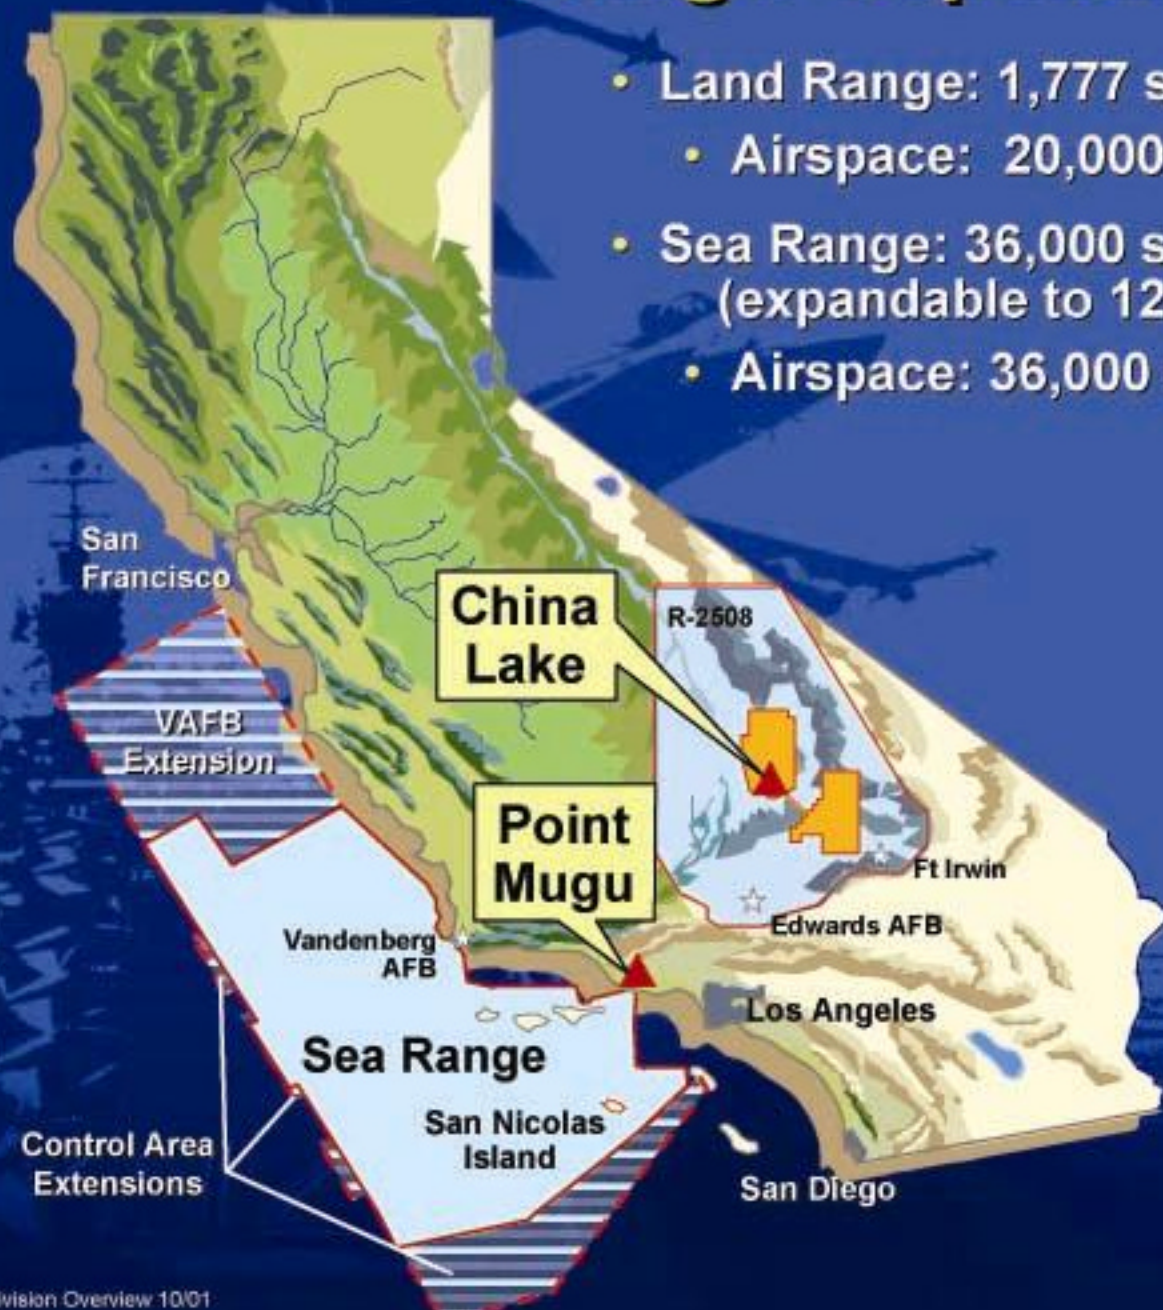 Land Range: 1,777 s
Airspace: 20,000
Sea Range: 36,000 s
(expandable to 12
Airspace: 36,000
San
Francisco
China
Lake
R-2508
VAFB
Extension
Point
Mugu
Ft Irwin
Edwards AFB
Vandenberg
AFB
Los Angeles
Sea Range
San Nicolas
Island
Control Area
Extensions
San Diego
ivision Overview 10/01